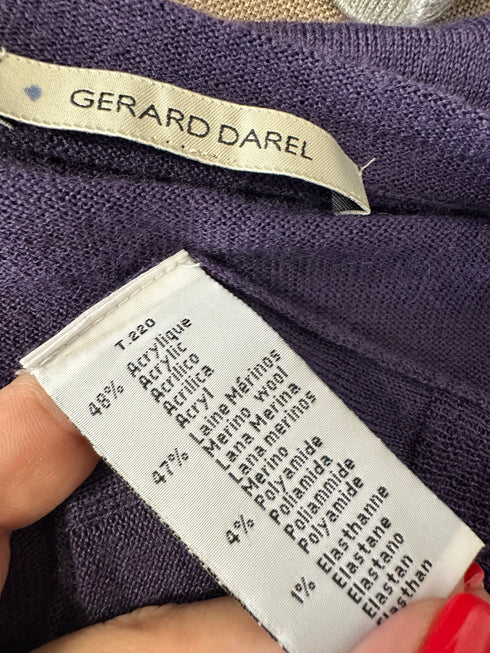 GERARD DAREL
T.220
48% Acrylique
Acrylic
Acrílico
Acrilica
Acryl
47% Laine Mérinos
Merino wool
Lana Merina
Lana merinos
Merino
4% Polyamide
Poliamida
Poliammide
Polyamide
1% Elasthanne
Elastane
Elastano
Elastan
Elasthan